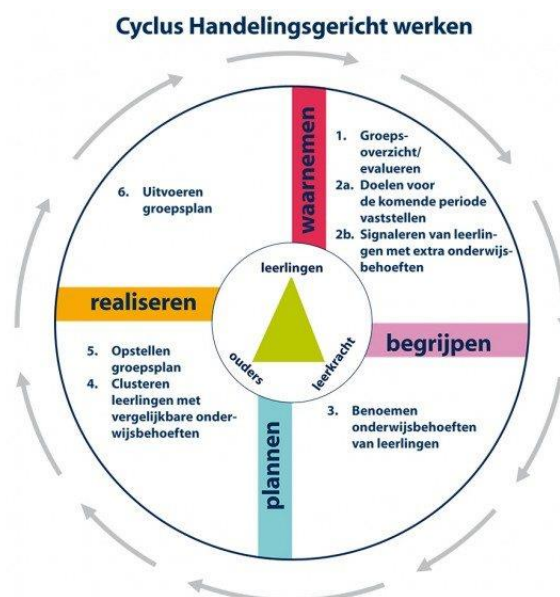 Cyclus Handelingsgericht werken
waarnemen
1. Groeps-
overzicht/
evalueren
2a. Doelen voor
de komende periode
vaststellen
2b. Signaleren van leerlin-
gen met extra onderwijs-
behoeften
begrijpen
3. Benoemen
onderwijsbehoeften
van leerlingen
plannen
5. Opstellen
groepsplan
4. Clusteren
leerlingen met
vergelijkbare onder-
wijsbehoeften
realiseren
6. Uitvoeren
groepsplan
leerlingen
ouders
leerkracht